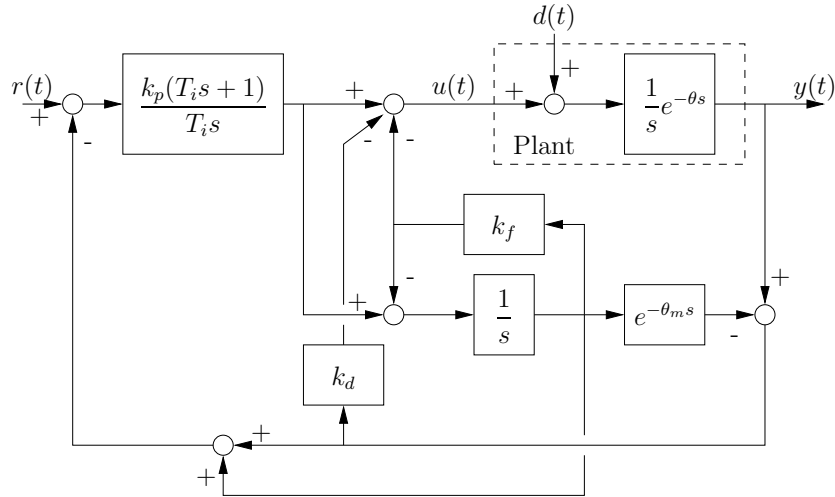 d(t)
r(t)
+
-
k_p(T_i s + 1)
T_i s
+
-
-
u(t)
+
+
1
s e^{-θs}
y(t)
Plant
k_f
-
+
1
s
e^{-θ_m s}
+
-
k_d
+
+